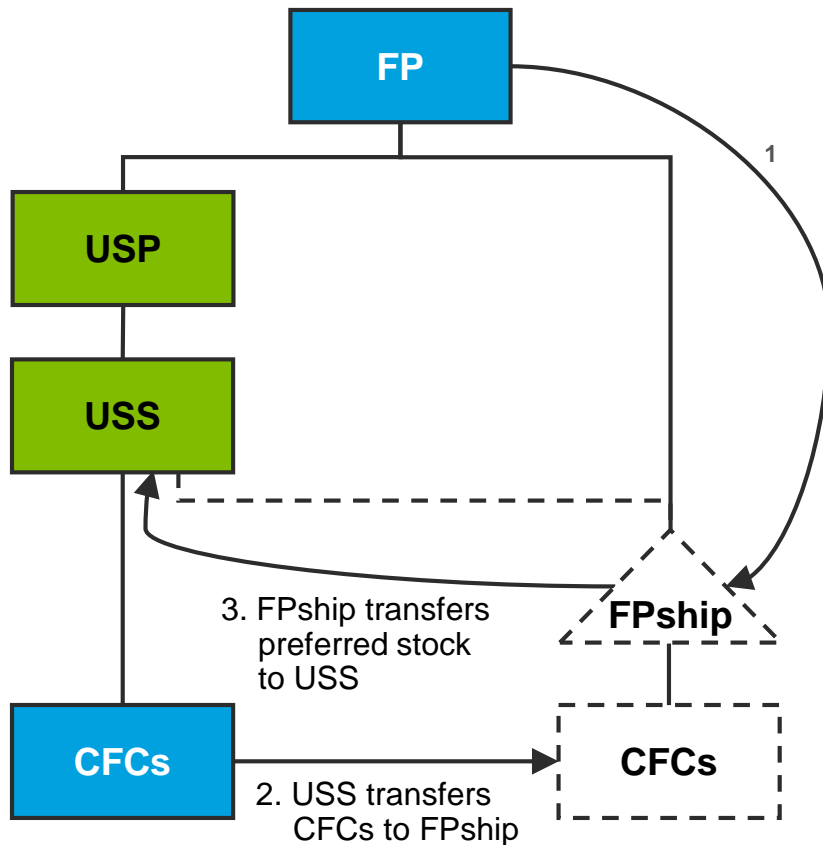 FP
1
USP
USS
3. FPship transfers
preferred stock
to USS
FPship
CFCs
CFCs
2. USS transfers
CFCs to FPship